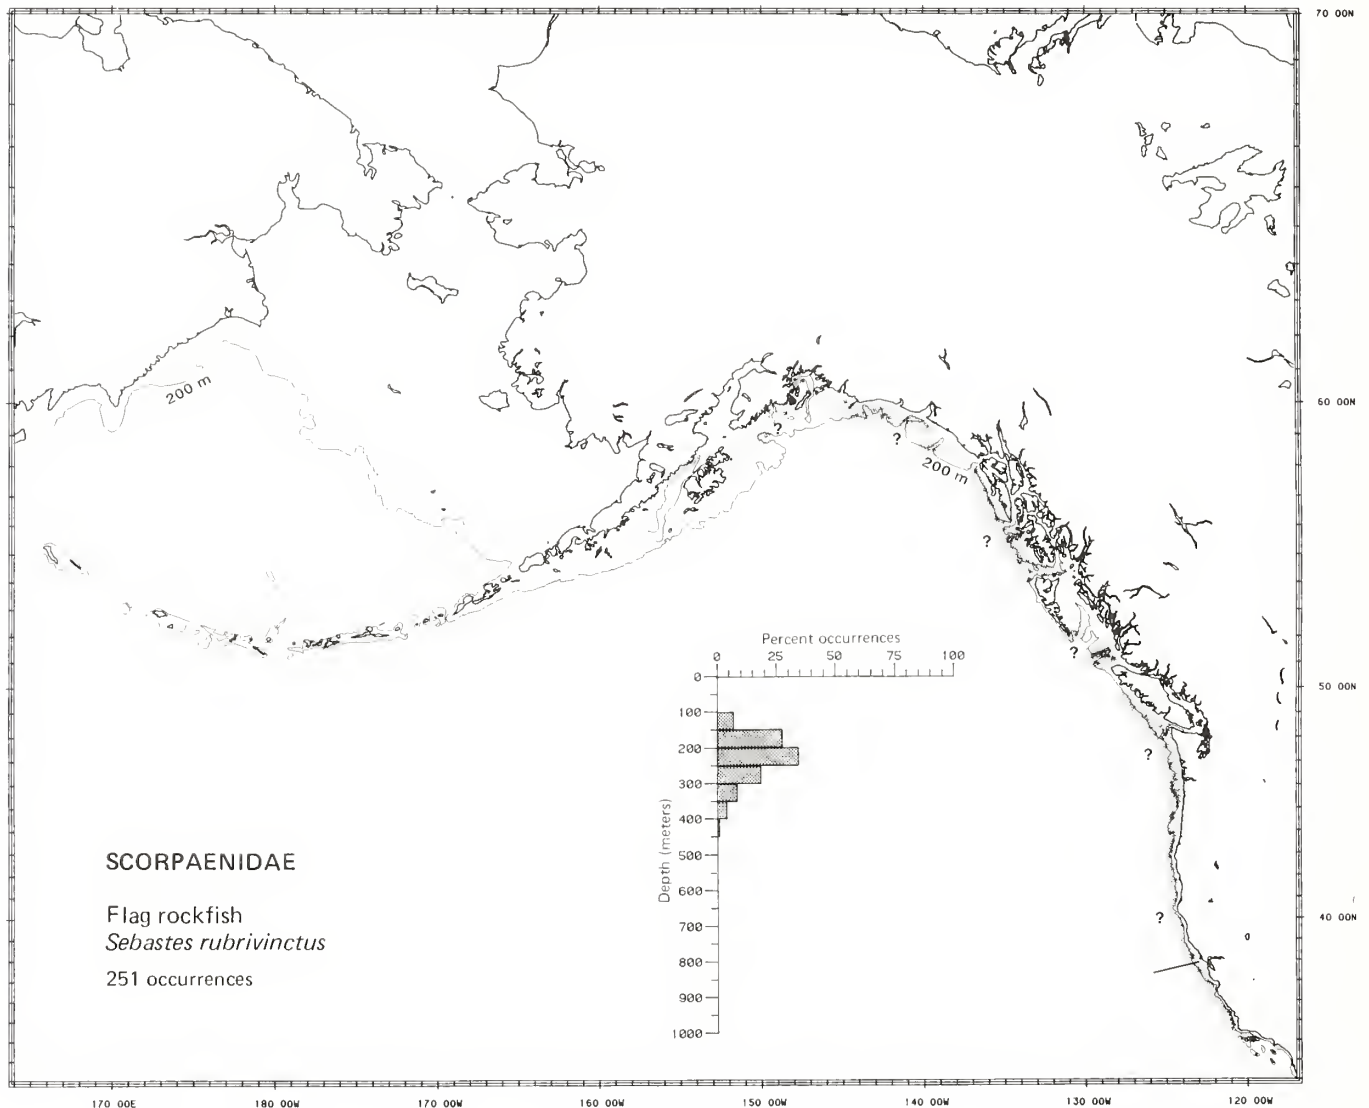 70 00N
200 m
60 00N
?
?
200 m
?
Percent occurrences
0 25 50 75 100
?
0
50 00N
100
200
?
300
400
Depth (meters)
SCORPAENIDAE
500
600
Flag rockfish
?
40 00N
700
Sebastes rubrivinctus
800
251 occurrences
900
1000
170 00E 180 00W 170 00W 160 00W 150 00W 140 00W 130 00W 120 00W